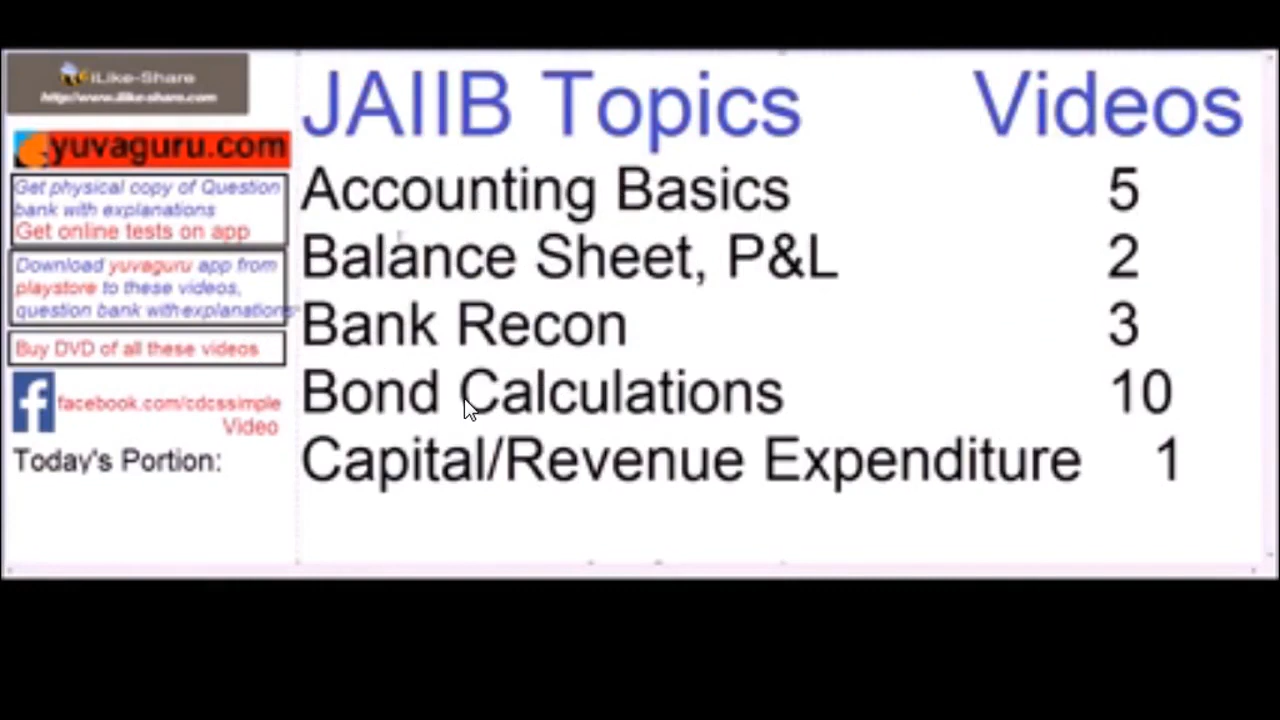 iLike-Share
http://www.ilike-share.com
yuvaguru.com
Get physical copy of Question
bank with explanations
Get online tests on app
Download yuvaguru app from
playstore to these videos,
question bank with explanations
Buy DVD of all these videos
facebook.com/cdcssimple
Video
Today's Portion:
JAIIB Topics Videos
Accounting Basics 5
Balance Sheet, P&L 2
Bank Recon 3
Bond Calculations 10
Capital/Revenue Expenditure 1